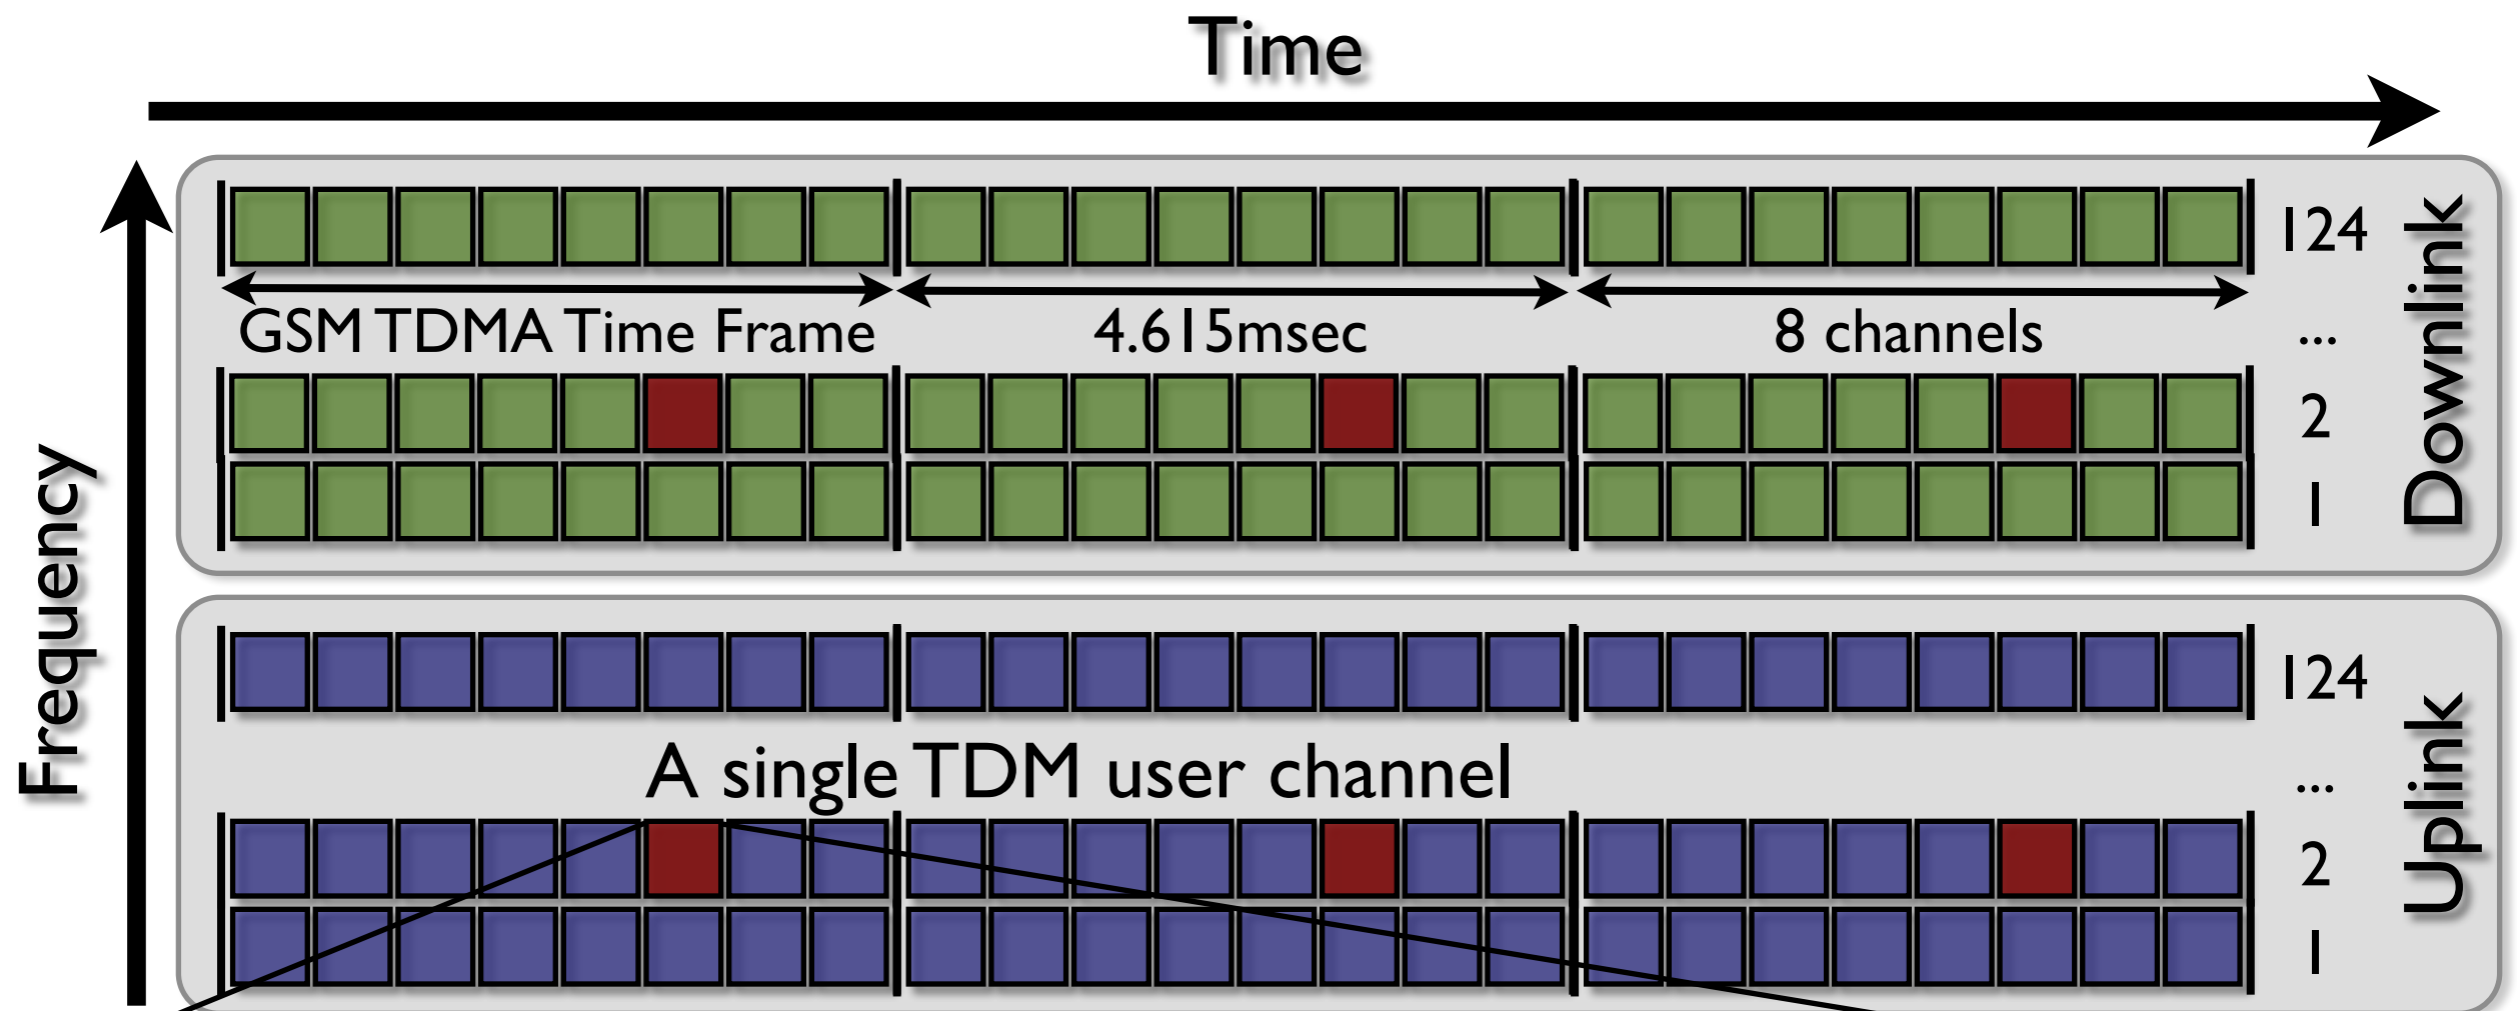 Time
Frequency
124
GSM TDMA Time Frame
4.615msec
8 channels
...
2
1
Downlink
124
A single TDM user channel
...
2
1
Uplink